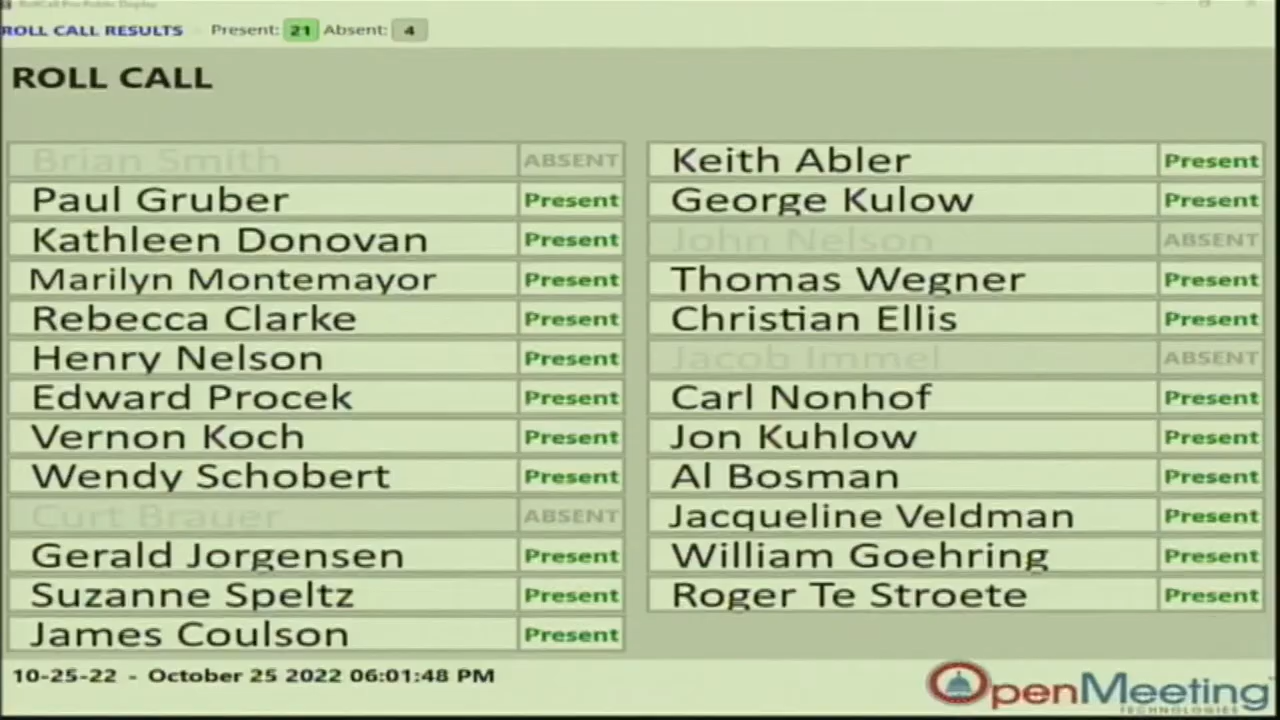 RollCall Pro Public Display
ROLL CALL RESULTS Present: 21 Absent: 4
ROLL CALL
Brian Smith ABSENT
Paul Gruber Present
Kathleen Donovan Present
Marilyn Montemayor Present
Rebecca Clarke Present
Henry Nelson Present
Edward Procek Present
Vernon Koch Present
Wendy Schobert Present
Curt Brauer ABSENT
Gerald Jorgensen Present
Suzanne Speltz Present
James Coulson Present
Keith Abler Present
George Kulow Present
John Nelson ABSENT
Thomas Wegner Present
Christian Ellis Present
Jacob Immel ABSENT
Carl Nonhof Present
Jon Kuhlow Present
Al Bosman Present
Jacqueline Veldman Present
William Goehring Present
Roger Te Stroete Present
10-25-22 - October 25 2022 06:01:48 PM
OpenMeeting
TECHNOLOGIES